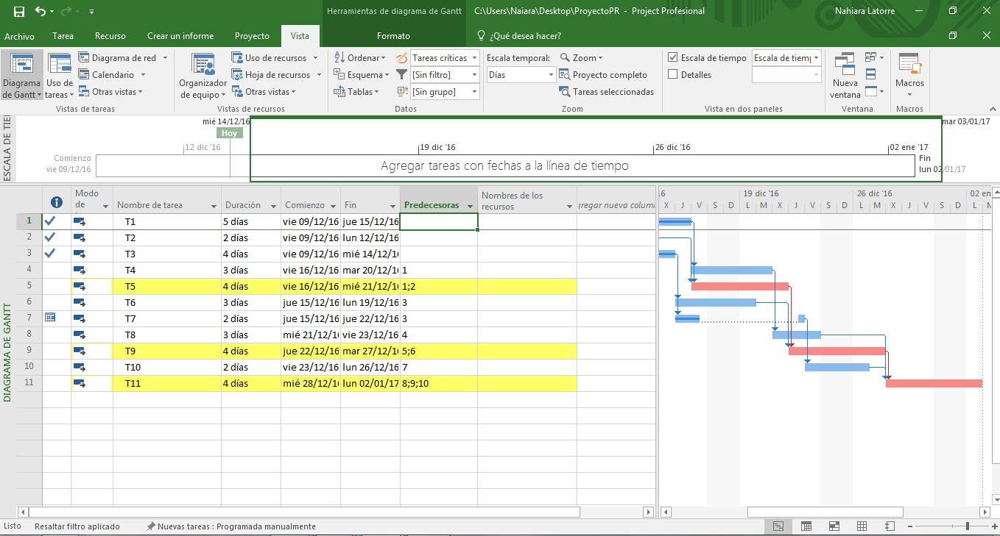 Herramientas de diagrama de Gantt
C:\Users\Naiara\Desktop\ProyectoPR - Project Profesional
Nahiara Latorre
Archivo Tarea Recurso Crear un informe Proyecto Vista Formato ¿Qué desea hacer?
Diagrama de Gantt
Uso de tareas
Diagrama de red
Calendario
Otras vistas
Vistas de tareas
Organizador de equipo
Uso de recursos
Hoja de recursos
Otras vistas
Vistas de recursos
Ordenar
Esquema
Tablas
Tareas críticas
[Sin filtro]
[Sin grupo]
Datos
Escala temporal:
Días
Zoom
Proyecto completo
Tareas seleccionadas
Zoom
Escala de tiempo
Escala de tiemp
Detalles
Vista en dos paneles
Nueva ventana
Ventana
Macros
Macros
ESCALA DE TIE
mié 14/12/16
mar 03/01/17
Hoy
12 dic '16
19 dic '16
26 dic '16
02 ene '17
Comienzo
vie 09/12/16
Agregar tareas con fechas a la línea de tiempo
Fin
lun 02/01/17
DIAGRAMA DE GANTT
Modo de
Nombre de tarea
Duración
Comienzo
Fin
Predecesoras
Nombres de los recursos
gregar nueva colum
16
19 dic '16
26 dic '16
02 en
X J V S D L M X J V S D L M X J V S D L M
1 T1 5 días vie 09/12/16 jue 15/12/16
2 T2 2 días vie 09/12/16 lun 12/12/16
3 T3 4 días vie 09/12/16 mié 14/12/1
4 T4 3 días vie 16/12/16 mar 20/12/1 1
5 T5 4 días vie 16/12/16 mié 21/12/1 1;2
6 T6 3 días jue 15/12/16 lun 19/12/16 3
7 T7 2 días jue 15/12/16 jue 22/12/16 3
8 T8 3 días mié 21/12/1 vie 23/12/16 4
9 T9 4 días jue 22/12/16 mar 27/12/1 5;6
10 T10 2 días vie 23/12/16 lun 26/12/16 7
11 T11 4 días mié 28/12/1 lun 02/01/17 8;9;10
Listo
Resaltar filtro aplicado
Nuevas tareas : Programada manualmente